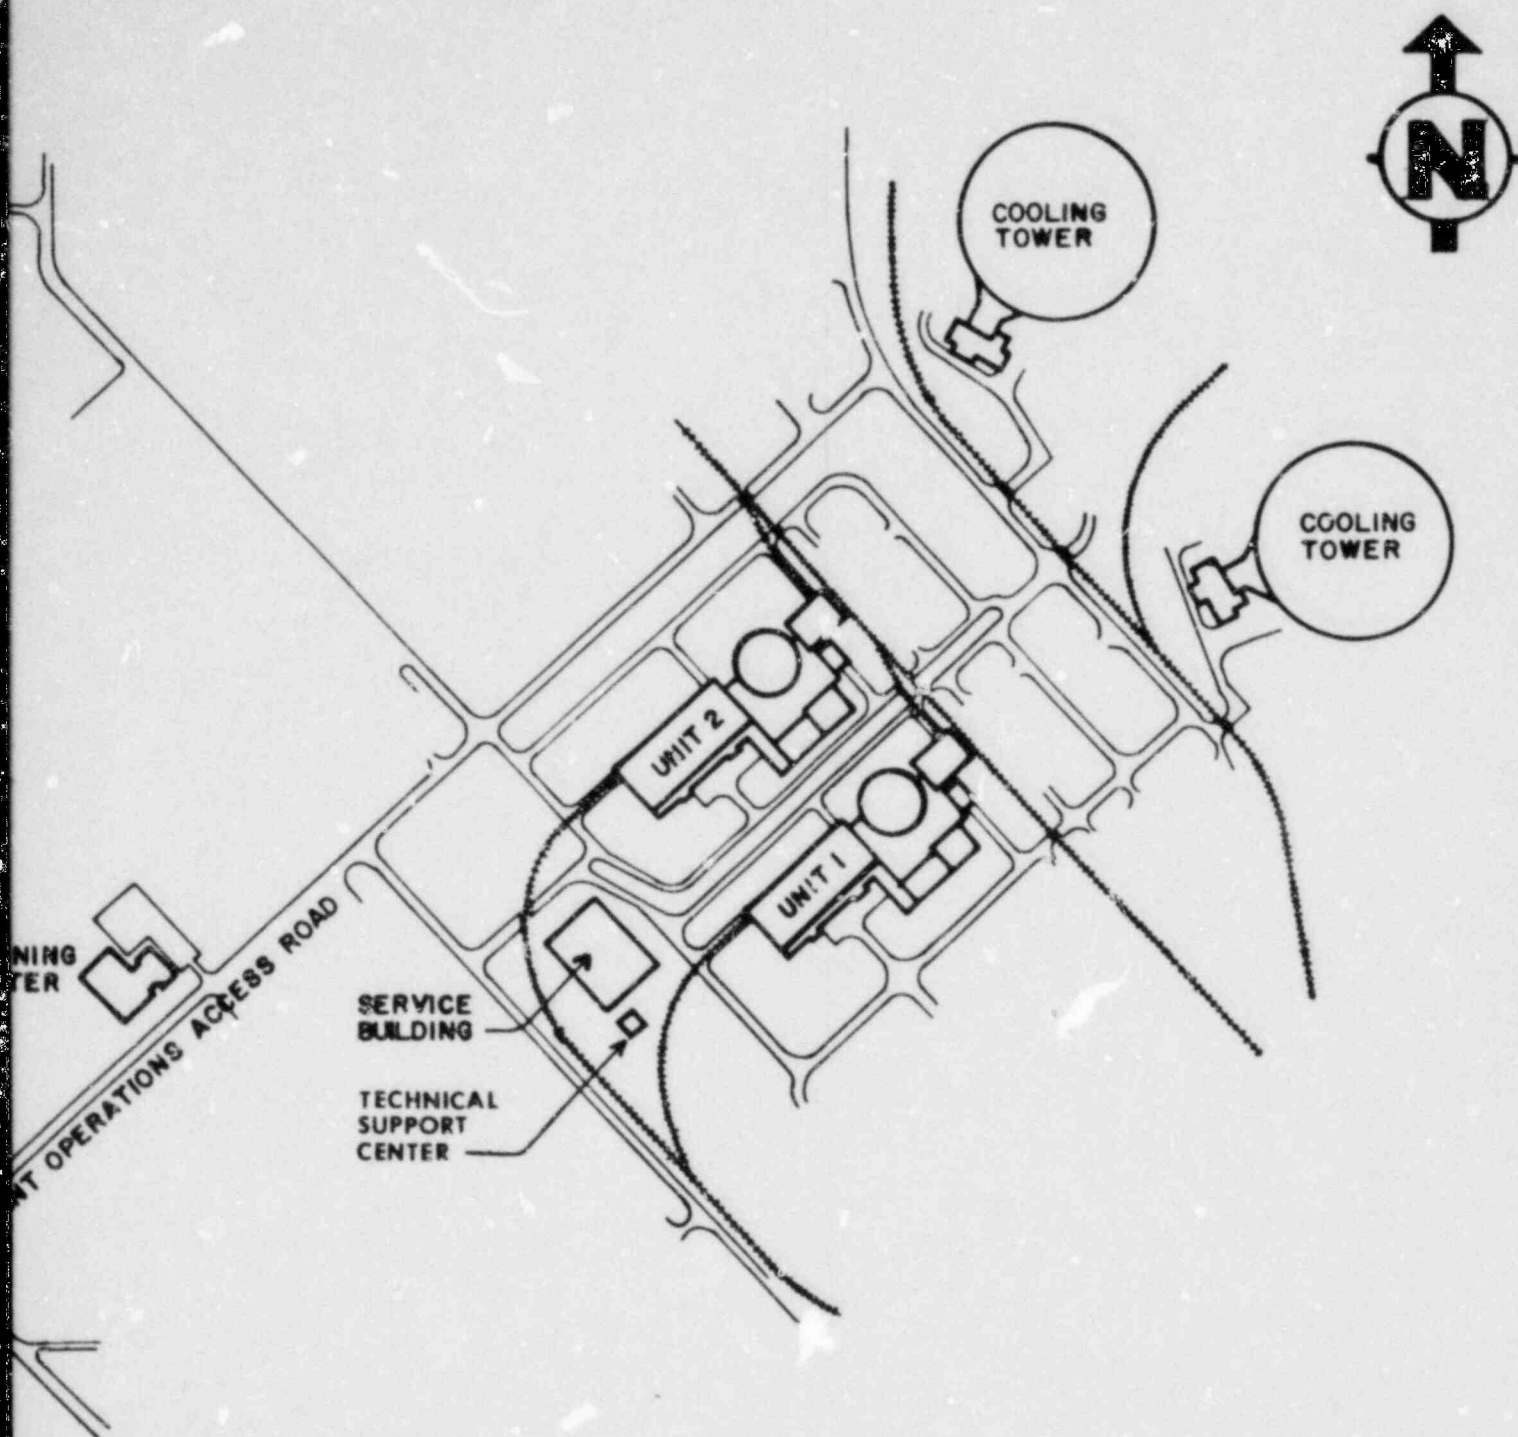 N
COOLING
TOWER
COOLING
TOWER
UNIT 2
UNIT 1
NING
TER
NT OPERATIONS ACCESS ROAD
SERVICE
BUILDING
TECHNICAL
SUPPORT
CENTER